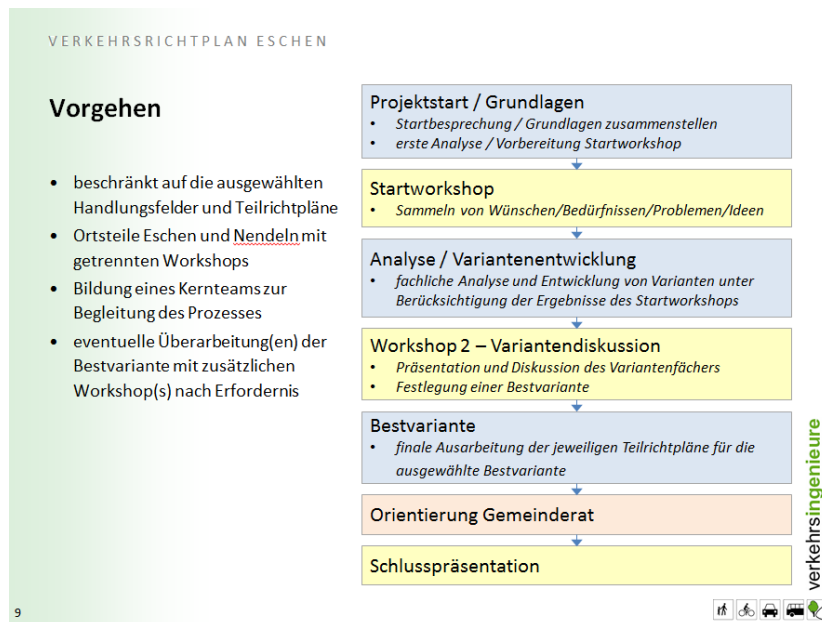 VERKEHRSRICHTPLAN ESCHEN
Vorgehen
• beschränkt auf die ausgewählten
Handlungsfelder und Teilrichtpläne
• Ortsteile Eschen und Nendeln mit
getrennten Workshops
• Bildung eines Kernteams zur
Begleitung des Prozesses
• eventuelle Überarbeitung(en) der
Bestvariante mit zusätzlichen
Workshop(s) nach Erfordernis
Projektstart / Grundlagen
• Startbesprechung / Grundlagen zusammenstellen
• erste Analyse / Vorbereitung Startworkshop
Startworkshop
• Sammeln von Wünschen/Bedürfnissen/Problemen/Ideen
Analyse / Variantenentwicklung
• fachliche Analyse und Entwicklung von Varianten unter
Berücksichtigung der Ergebnisse des Startworkshops
Workshop 2 – Variantendiskussion
• Präsentation und Diskussion des Variantenfächers
• Festlegung einer Bestvariante
Bestvariante
• finale Ausarbeitung der jeweiligen Teilrichtpläne für die
ausgewählte Bestvariante
Orientierung Gemeinderat
Schlusspräsentation
verkehrsingenieure
9